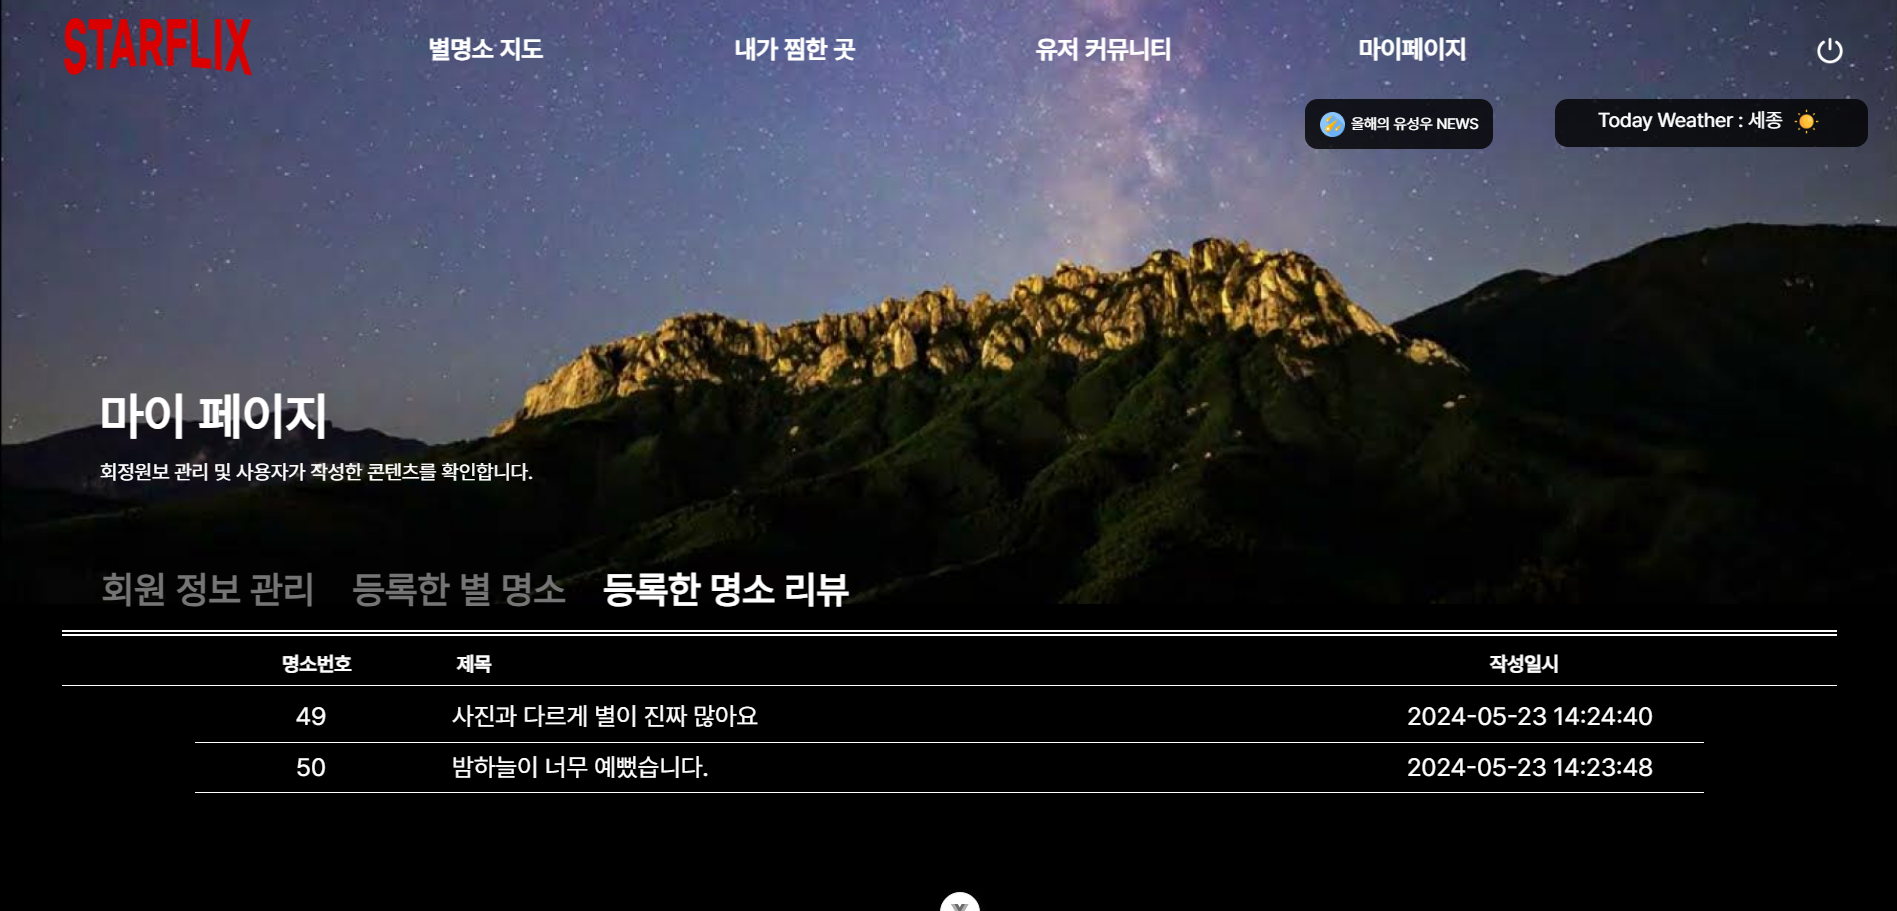 STARFLIX
별명소 지도
내가 찜한 곳
유저 커뮤니티
마이페이지
올해의 유성우 NEWS
Today Weather : 세종
마이 페이지
회정원보 관리 및 사용자가 작성한 콘텐츠를 확인합니다.
회원 정보 관리 등록한 별 명소 등록한 명소 리뷰
명소번호 제목 작성일시
49 사진과 다르게 별이 진짜 많아요 2024-05-23 14:24:40
50 밤하늘이 너무 예뻤습니다. 2024-05-23 14:23:48